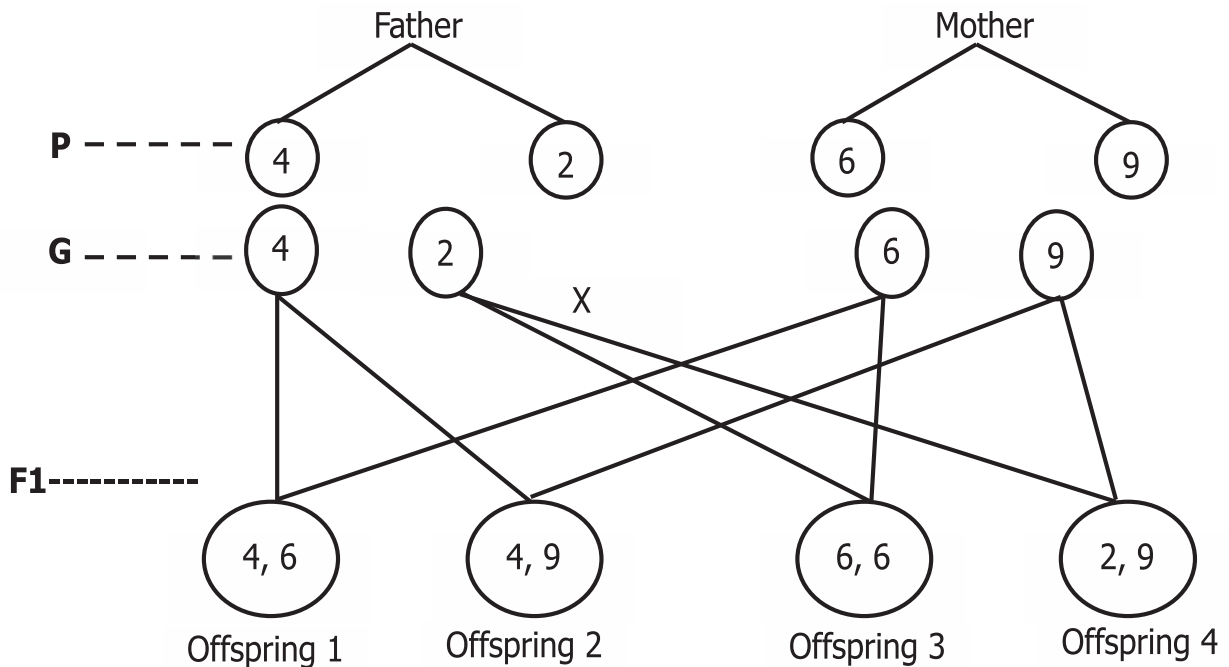 Father Mother
P 4 2 6 9
G 4 2 6 9
X
F1
4, 6 4, 9 6, 6 2, 9
Offspring 1 Offspring 2 Offspring 3 Offspring 4